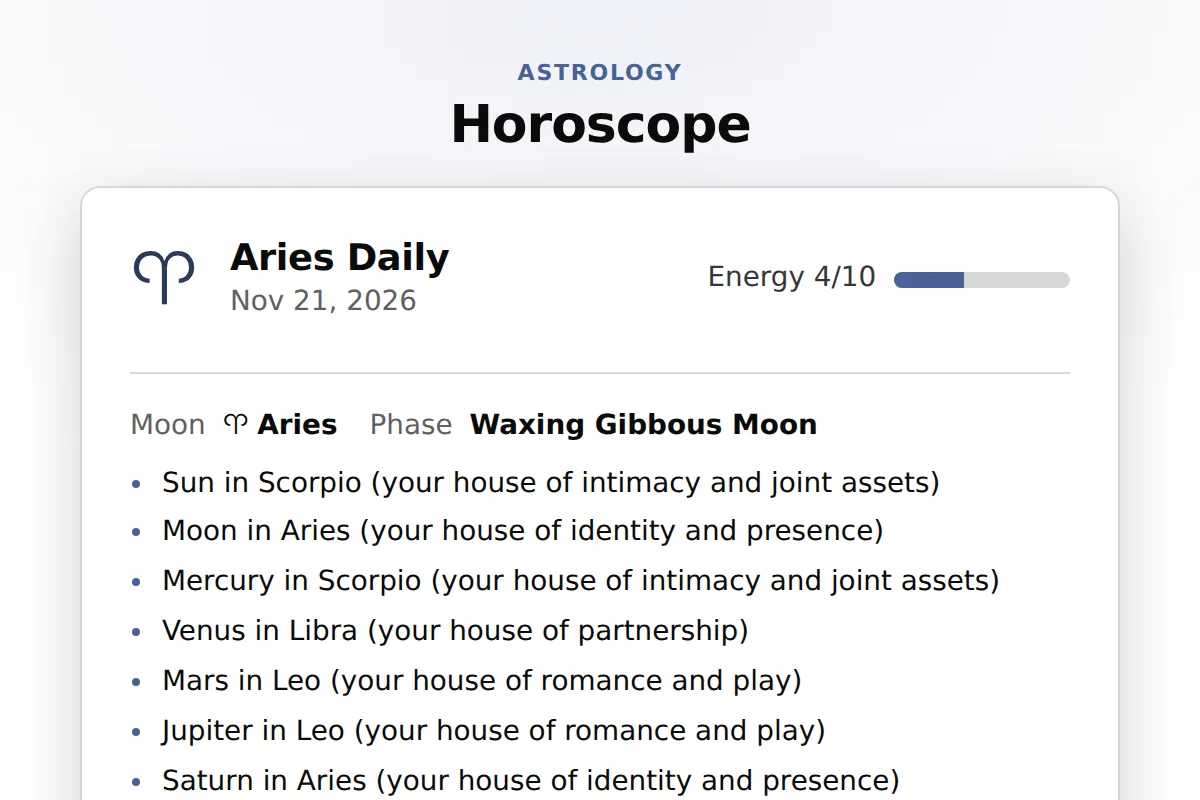 ASTROLOGY
Horoscope
♈ Aries Daily
Nov 21, 2026
Energy 4/10
Moon ♈ Aries Phase Waxing Gibbous Moon
• Sun in Scorpio (your house of intimacy and joint assets)
• Moon in Aries (your house of identity and presence)
• Mercury in Scorpio (your house of intimacy and joint assets)
• Venus in Libra (your house of partnership)
• Mars in Leo (your house of romance and play)
• Jupiter in Leo (your house of romance and play)
• Saturn in Aries (your house of identity and presence)